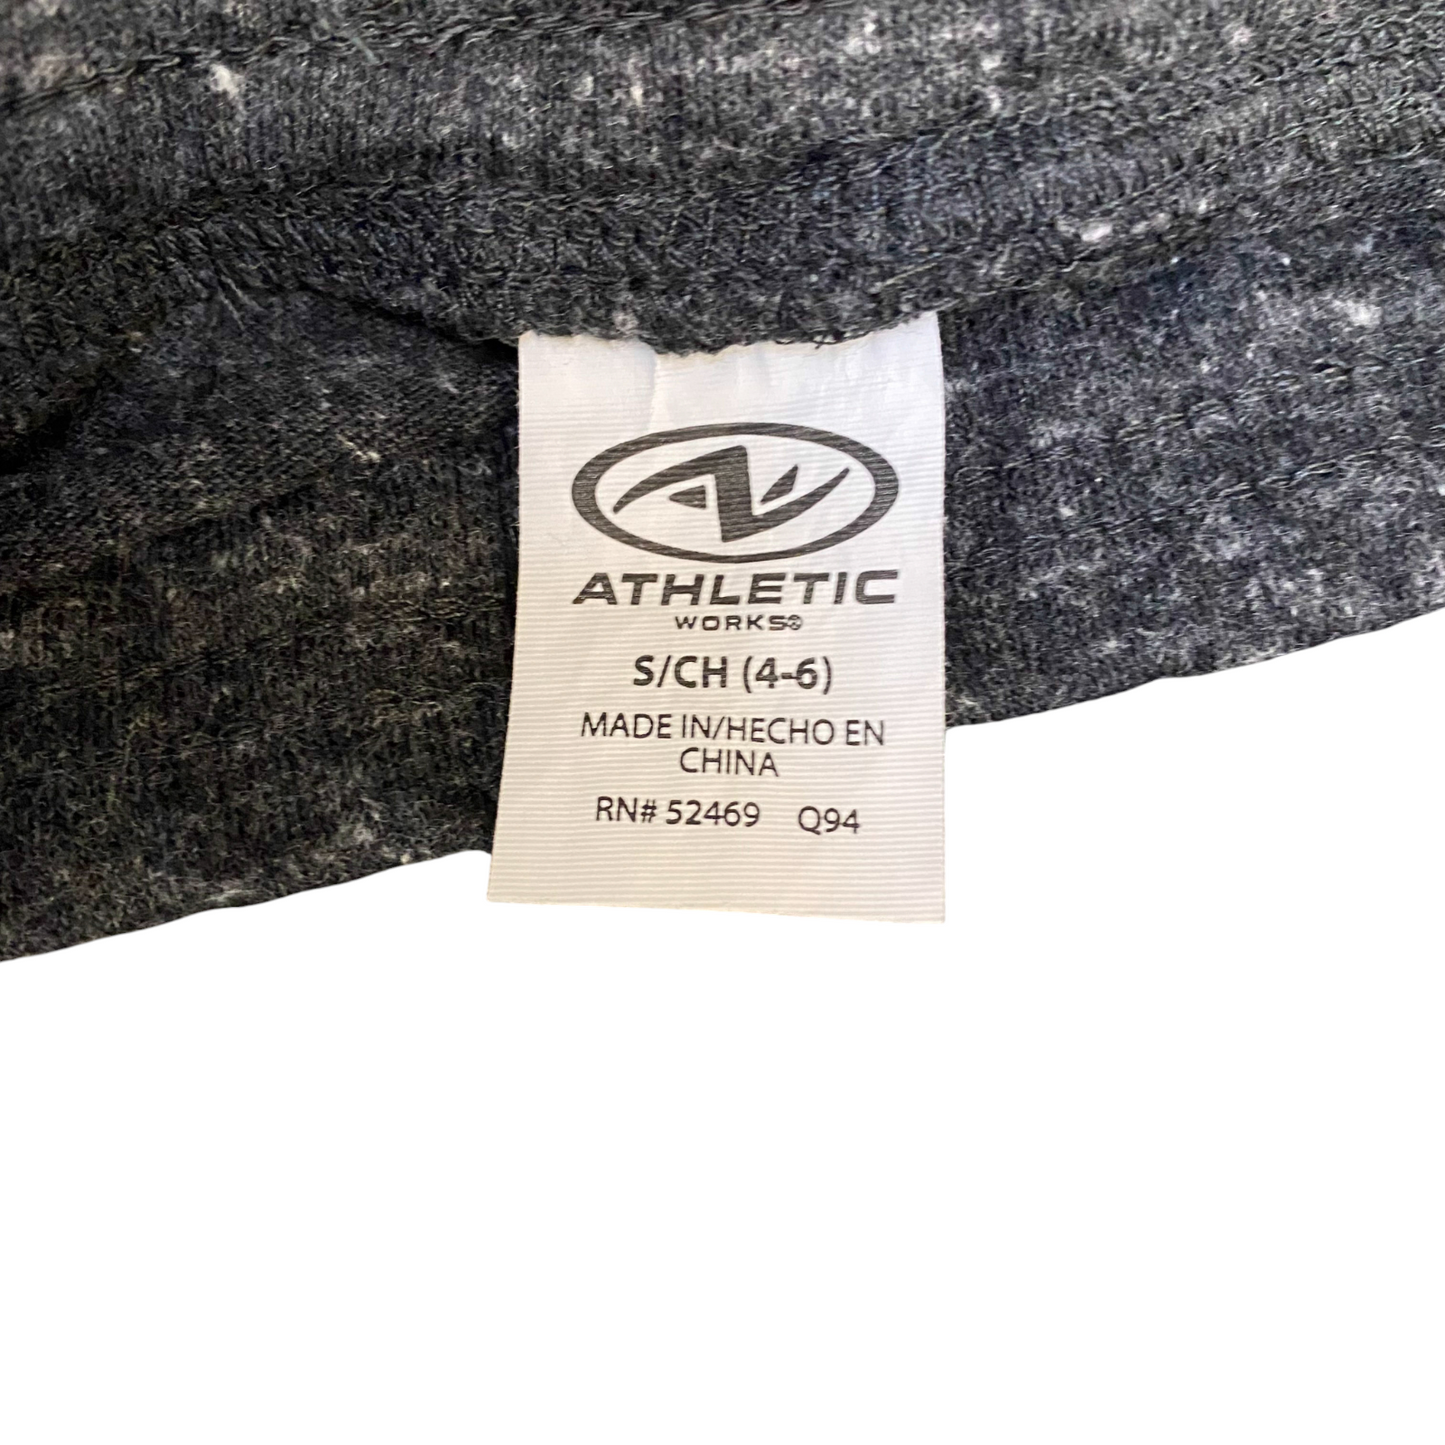 ATHLETIC
WORKS®
S/CH (4-6)
MADE IN/HECHO EN
CHINA
RN# 52469 Q94